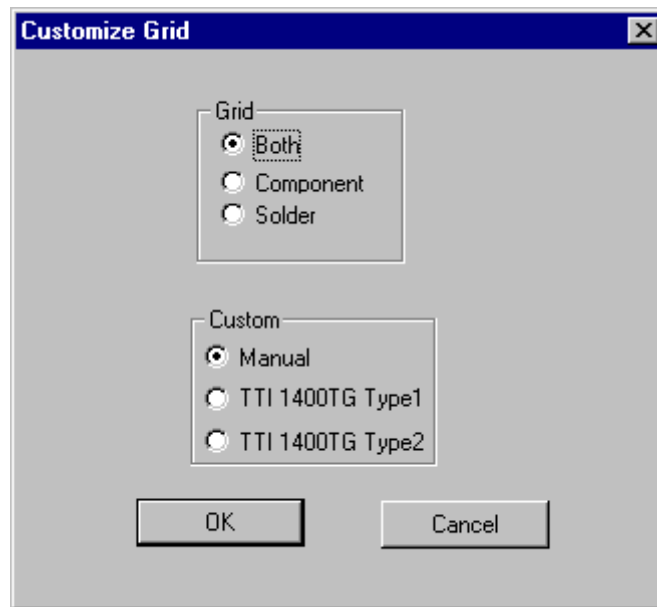 Customize Grid
Grid
Both
Component
Solder
Custom
Manual
TTI 1400TG Type1
TTI 1400TG Type2
OK Cancel